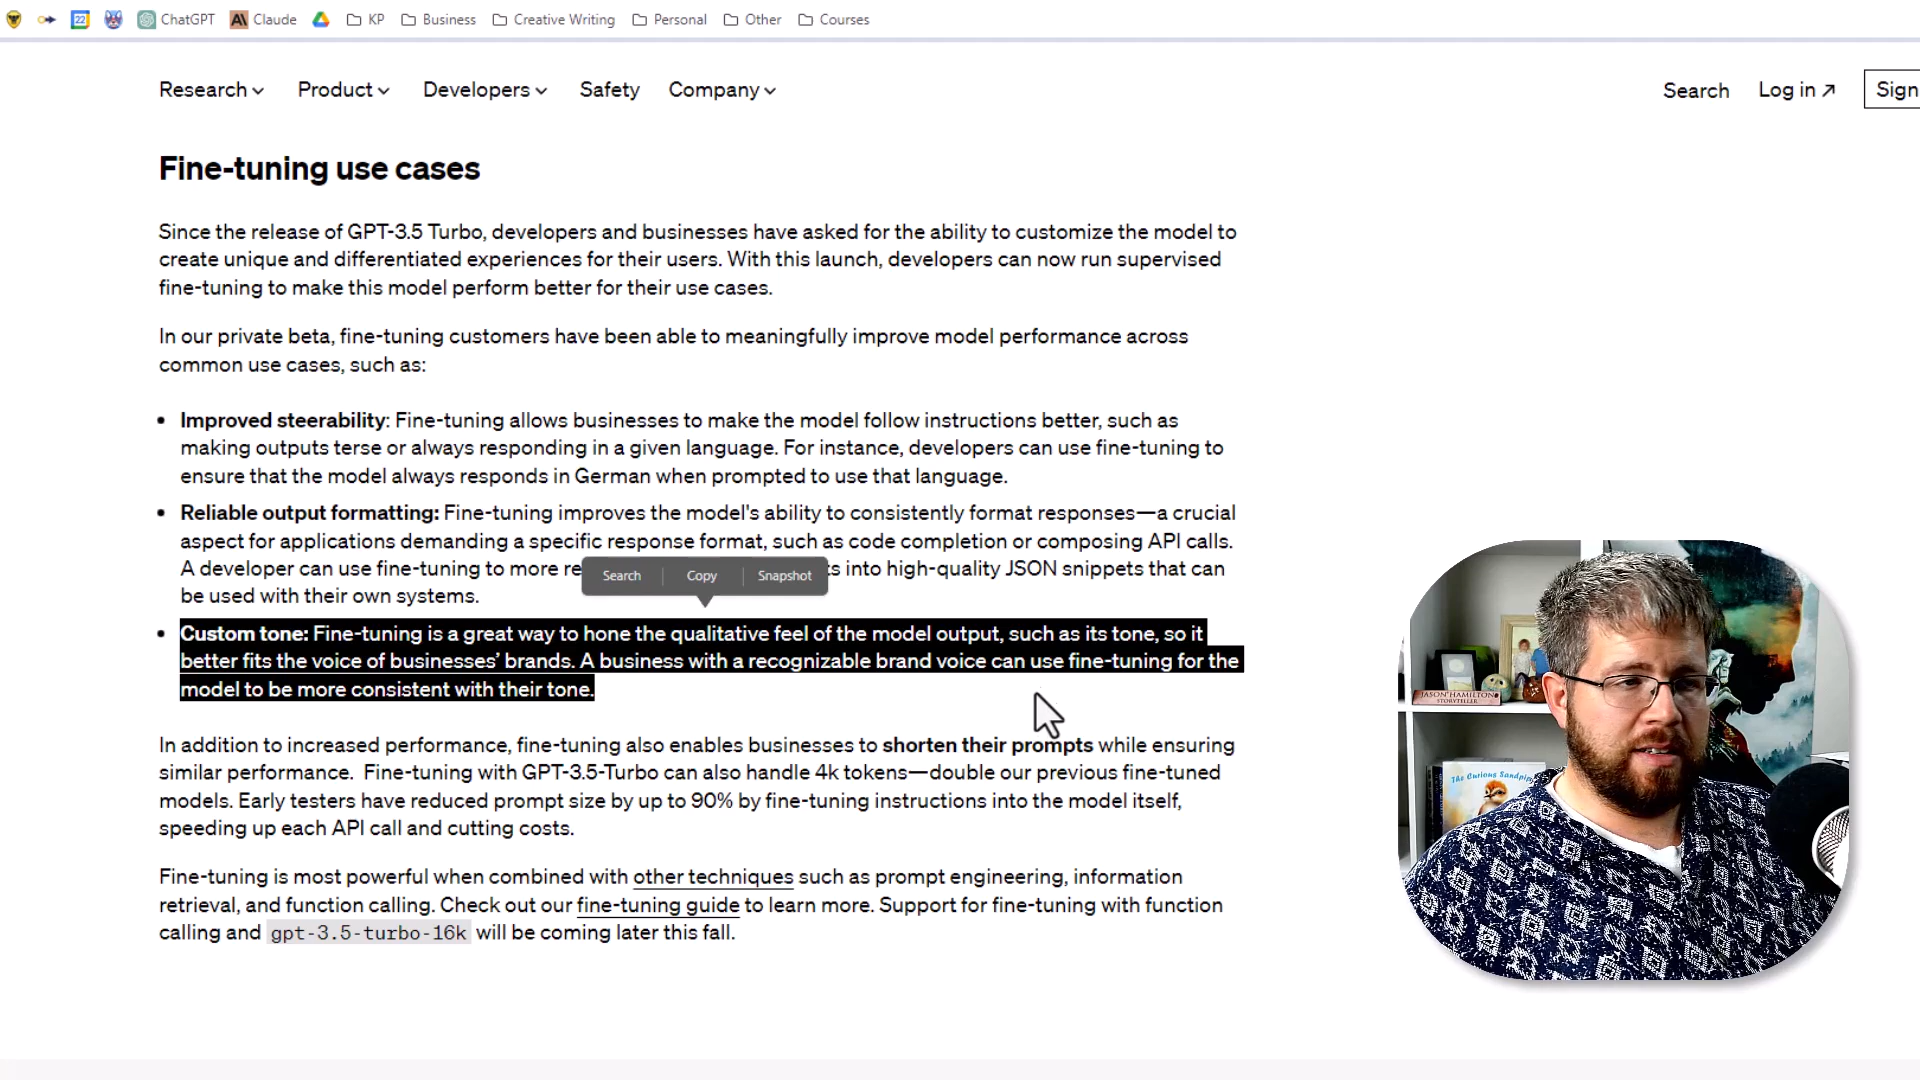 22 ChatGPT AI Claude KP Business Creative Writing Personal Other Courses
Research Product Developers Safety Company Search Log in ↗ Sign
Fine-tuning use cases
Since the release of GPT-3.5 Turbo, developers and businesses have asked for the ability to customize the model to
create unique and differentiated experiences for their users. With this launch, developers can now run supervised
fine-tuning to make this model perform better for their use cases.
In our private beta, fine-tuning customers have been able to meaningfully improve model performance across
common use cases, such as:
• Improved steerability: Fine-tuning allows businesses to make the model follow instructions better, such as
making outputs terse or always responding in a given language. For instance, developers can use fine-tuning to
ensure that the model always responds in German when prompted to use that language.
• Reliable output formatting: Fine-tuning improves the model's ability to consistently format responses—a crucial
aspect for applications demanding a specific response format, such as code completion or composing API calls.
A developer can use fine-tuning to more re
Search Copy Snapshot
s into high-quality JSON snippets that can
be used with their own systems.
• Custom tone: Fine-tuning is a great way to hone the qualitative feel of the model output, such as its tone, so it
better fits the voice of businesses’ brands. A business with a recognizable brand voice can use fine-tuning for the
model to be more consistent with their tone.
In addition to increased performance, fine-tuning also enables businesses to shorten their prompts while ensuring
similar performance.  Fine-tuning with GPT-3.5-Turbo can also handle 4k tokens—double our previous fine-tuned
models. Early testers have reduced prompt size by up to 90% by fine-tuning instructions into the model itself,
speeding up each API call and cutting costs.
Fine-tuning is most powerful when combined with other techniques such as prompt engineering, information
retrieval, and function calling. Check out our fine-tuning guide to learn more. Support for fine-tuning with function
calling and gpt-3.5-turbo-16k will be coming later this fall.
JASON HAMILTON
STORYTELLER
The Curious Sandpi